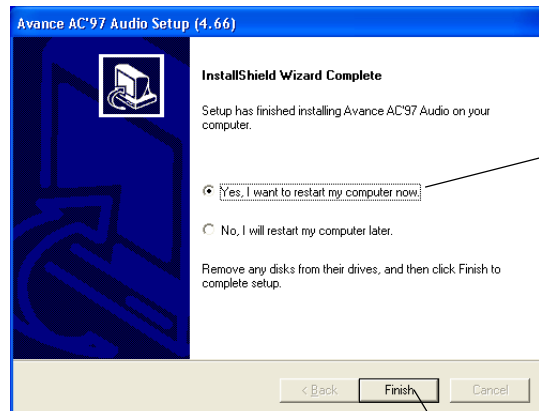 Avance AC'97 Audio Setup (4.66)
InstallShield Wizard Complete
Setup has finished installing Avance AC'97 Audio on your
computer.
Yes, I want to restart my computer now.
No, I will restart my computer later.
Remove any disks from their drives, and then click Finish to
complete setup.
< Back
Finish
Cancel